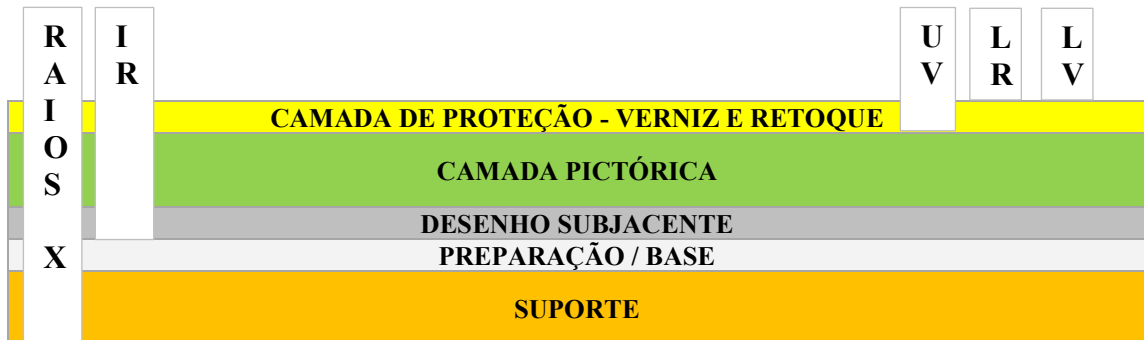 RAIOS X
IR
UV
LR
LV
CAMADA DE PROTEÇÃO - VERNIZ E RETOQUE
CAMADA PICTÓRICA
DESENHO SUBJACENTE
PREPARAÇÃO / BASE
SUPORTE